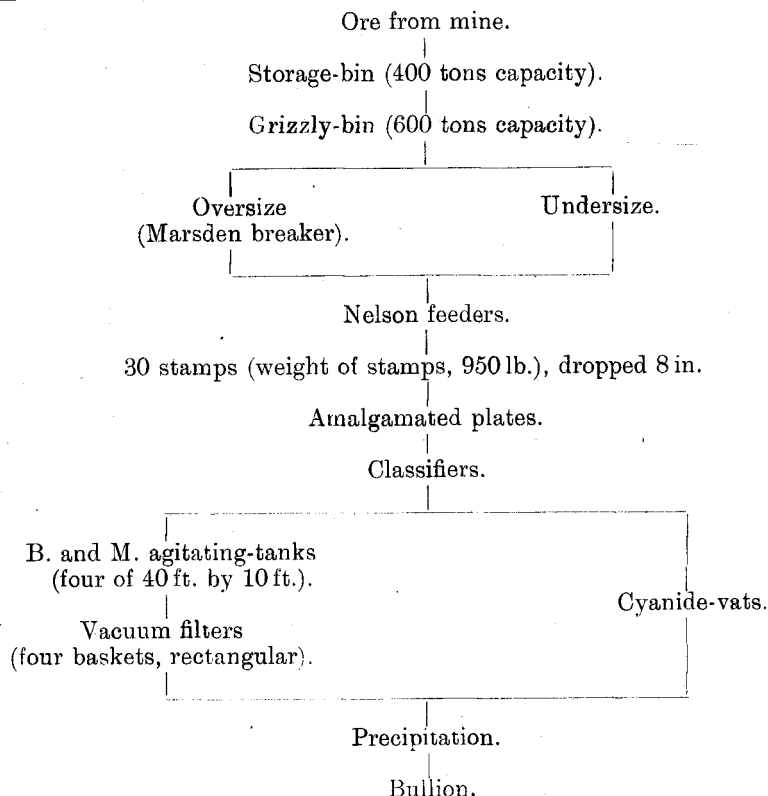 Ore from mine.
Storage-bin (400 tons capacity).
Grizzly-bin (600 tons capacity).
Oversize
(Marsden breaker).
Undersize.
Nelson feeders.
30 stamps (weight of stamps, 950 lb.), dropped 8 in.
Amalgamated plates.
Classifiers.
B. and M. agitating-tanks
(four of 40 ft. by 10 ft.).
Vacuum filters
(four baskets, rectangular).
Cyanide-vats.
Precipitation.
Bullion.